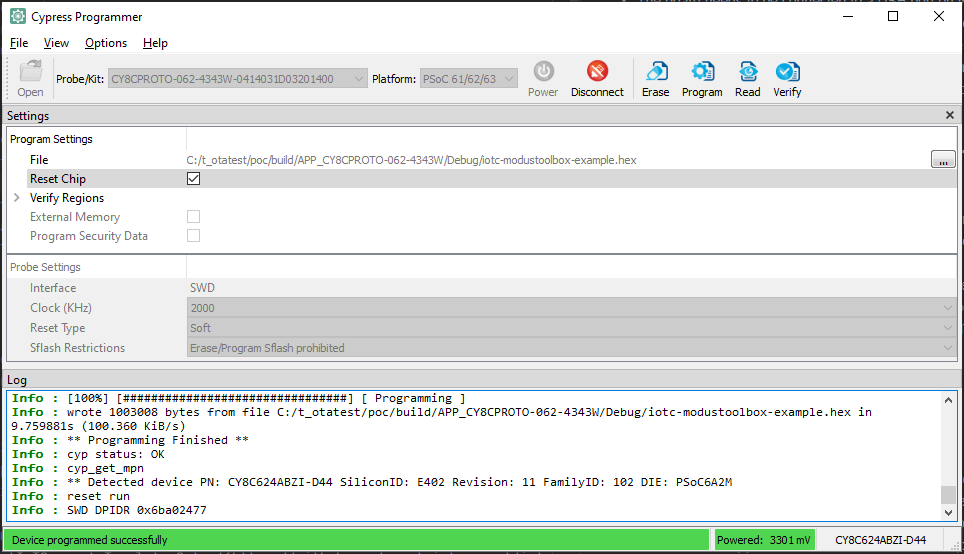 Cypress Programmer
File View Options Help
Open Probe/Kit: CY8CPROTO-062-4343W-0414031D03201400 Platform: PSoC 61/62/63 Power Disconnect Erase Program Read Verify
Settings
Program Settings
File C:/t_otatest/poc/build/APP_CY8CPROTO-062-4343W/Debug/iotc-modustoolbox-example.hex ...
Reset Chip
Verify Regions
External Memory
Program Security Data
Probe Settings
Interface SWD
Clock (KHz) 2000
Reset Type Soft
Sflash Restrictions Erase/Program Sflash prohibited
Log
Info : [100%] [################################] [ Programming ]
Info : wrote 1003008 bytes from file C:/t_otatest/poc/build/APP_CY8CPROTO-062-4343W/Debug/iotc-modustoolbox-example.hex in
9.759881s (100.360 KiB/s)
Info : ** Programming Finished **
Info : cyp status: OK
Info : cyp_get_mpn
Info : ** Detected device PN: CY8C624ABZI-D44 SiliconID: E402 Revision: 11 FamilyID: 102 DIE: PSoC6A2M
Info : reset run
Info : SWD DPIDR 0x6ba02477
Device programmed successfully Powered: 3301 mV CY8C624ABZI-D44